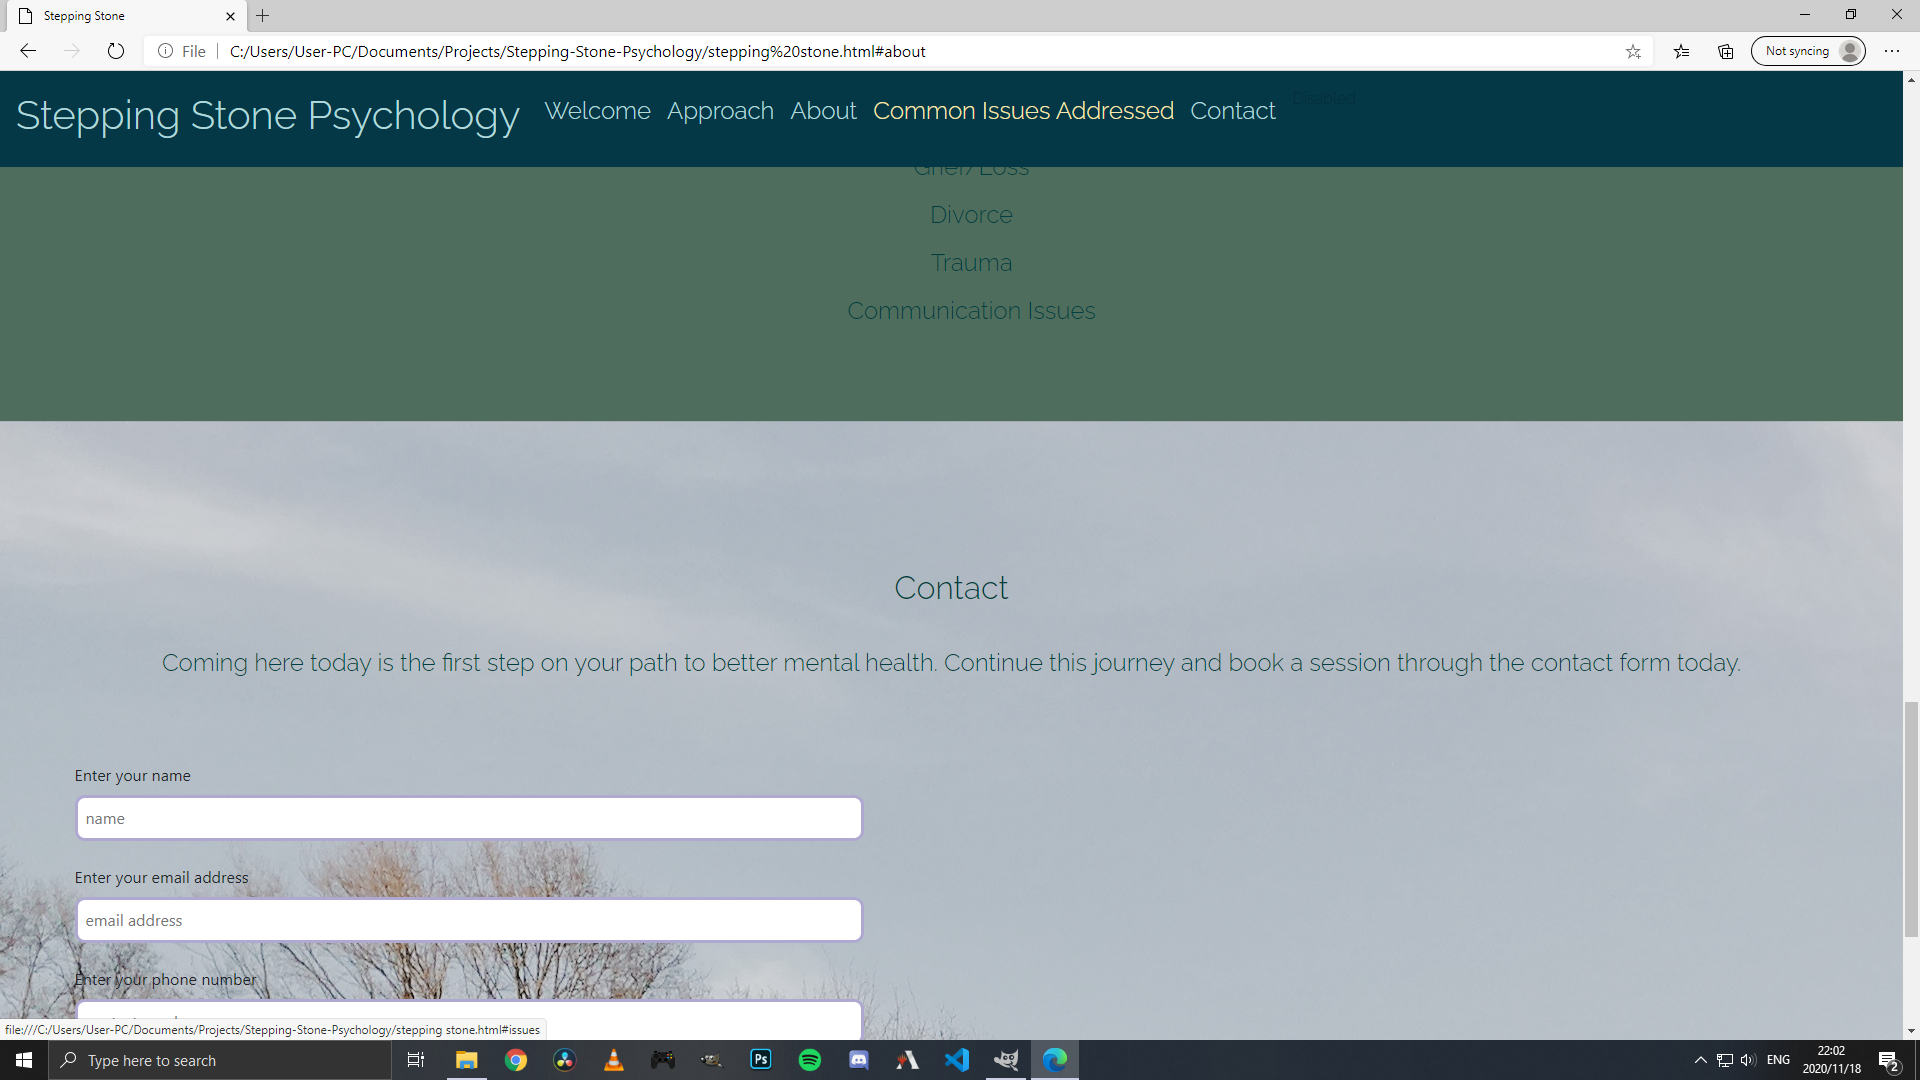 Stepping Stone
File
C:/Users/User-PC/Documents/Projects/Stepping-Stone-Psychology/stepping%20stone.html#about
Not syncing
Stepping Stone Psychology
Welcome
Approach
About
Common Issues Addressed
Contact
Disabled
Grief/Loss
Divorce
Trauma
Communication Issues
Contact
Coming here today is the first step on your path to better mental health. Continue this journey and book a session through the contact form today.
Enter your name
name
Enter your email address
email address
Enter your phone number
file:///C:/Users/User-PC/Documents/Projects/Stepping-Stone-Psychology/stepping stone.html#issues
Type here to search
Ps
ENG
22:02
2020/11/18
2